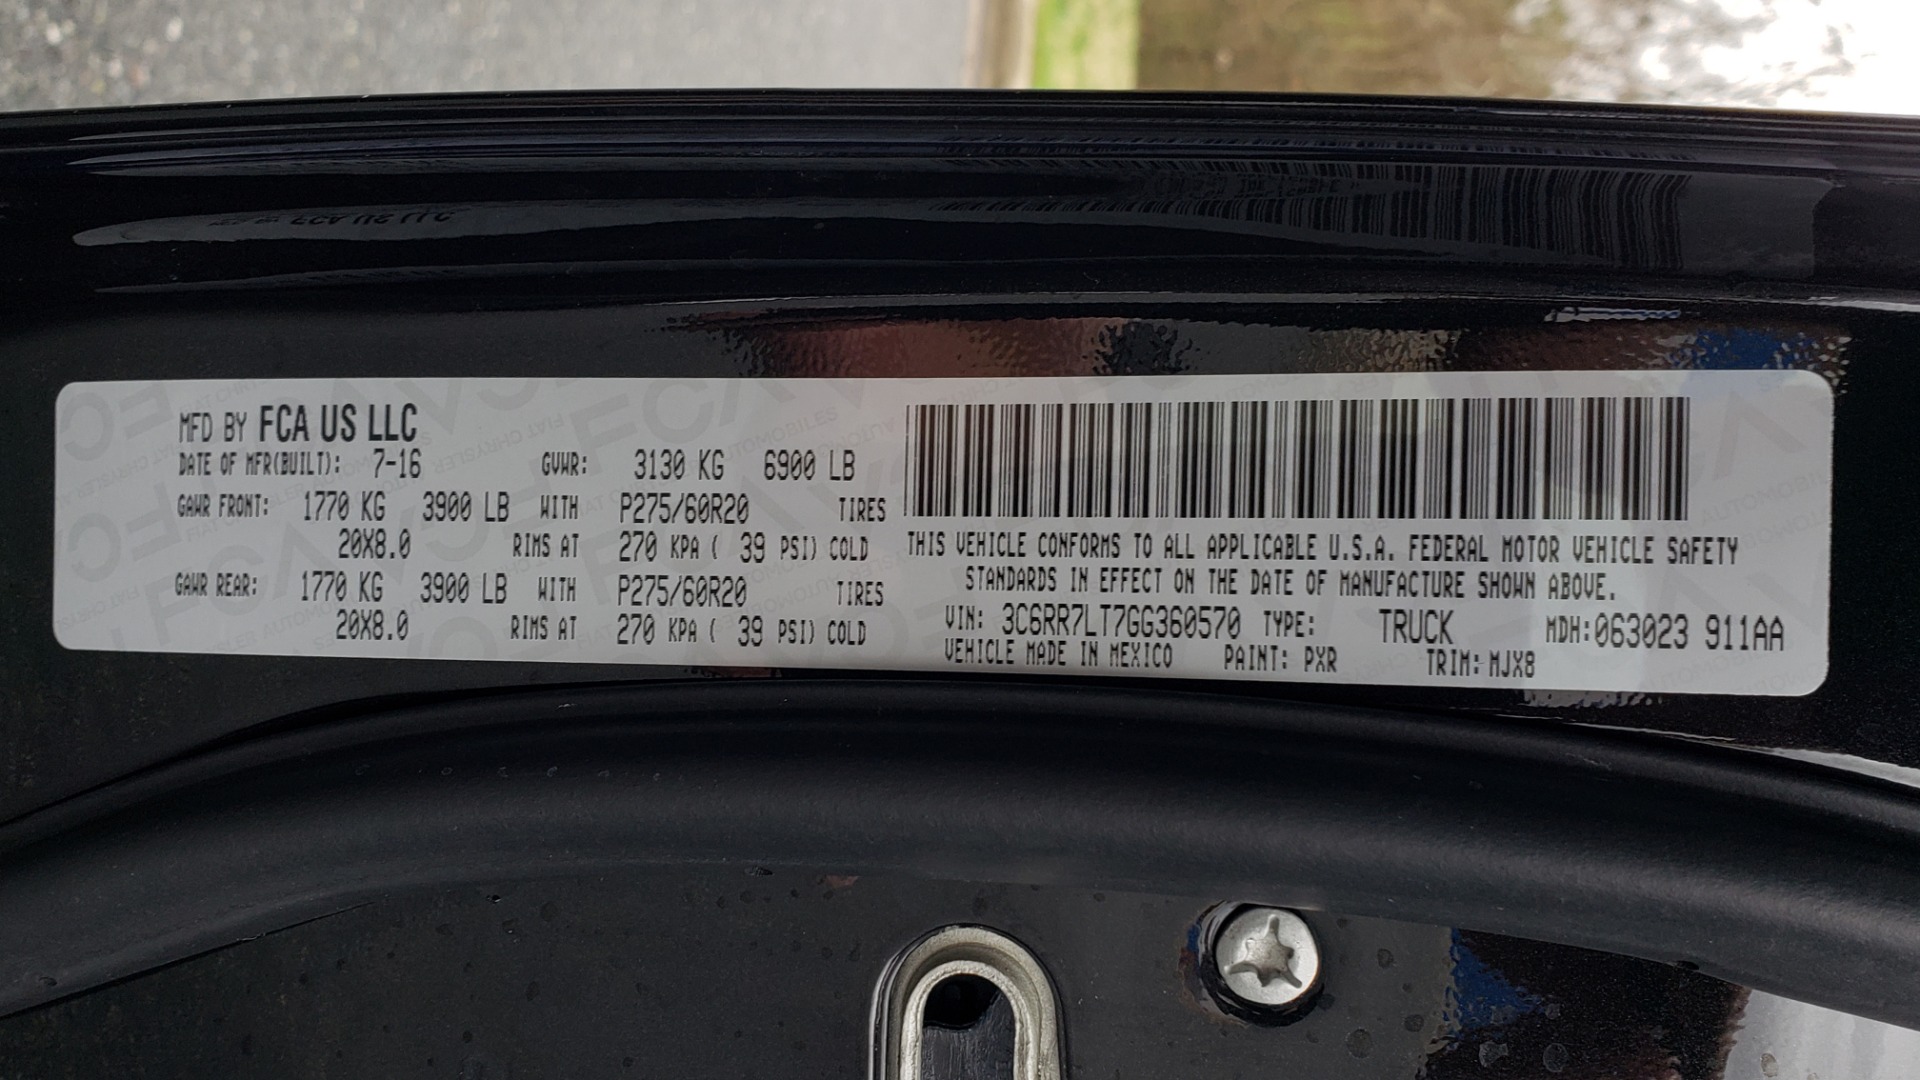 MFD BY FCA US LLC
DATE OF MFR(BUILT): 7-16 GVWR: 3130 KG 6900 LB
GAWR FRONT: 1770 KG 3900 LB WITH P275/60R20 TIRES
20X8.0 RIMS AT 270 KPA ( 39 PSI) COLD
GAWR REAR: 1770 KG 3900 LB WITH P275/60R20 TIRES
20X8.0 RIMS AT 270 KPA ( 39 PSI) COLD
THIS VEHICLE CONFORMS TO ALL APPLICABLE U.S.A. FEDERAL MOTOR VEHICLE SAFETY
STANDARDS IN EFFECT ON THE DATE OF MANUFACTURE SHOWN ABOVE.
VIN: 3C6RR7LT7GG360570 TYPE: TRUCK MDH:063023 911AA
VEHICLE MADE IN MEXICO PAINT: PXR TRIM: MJX8